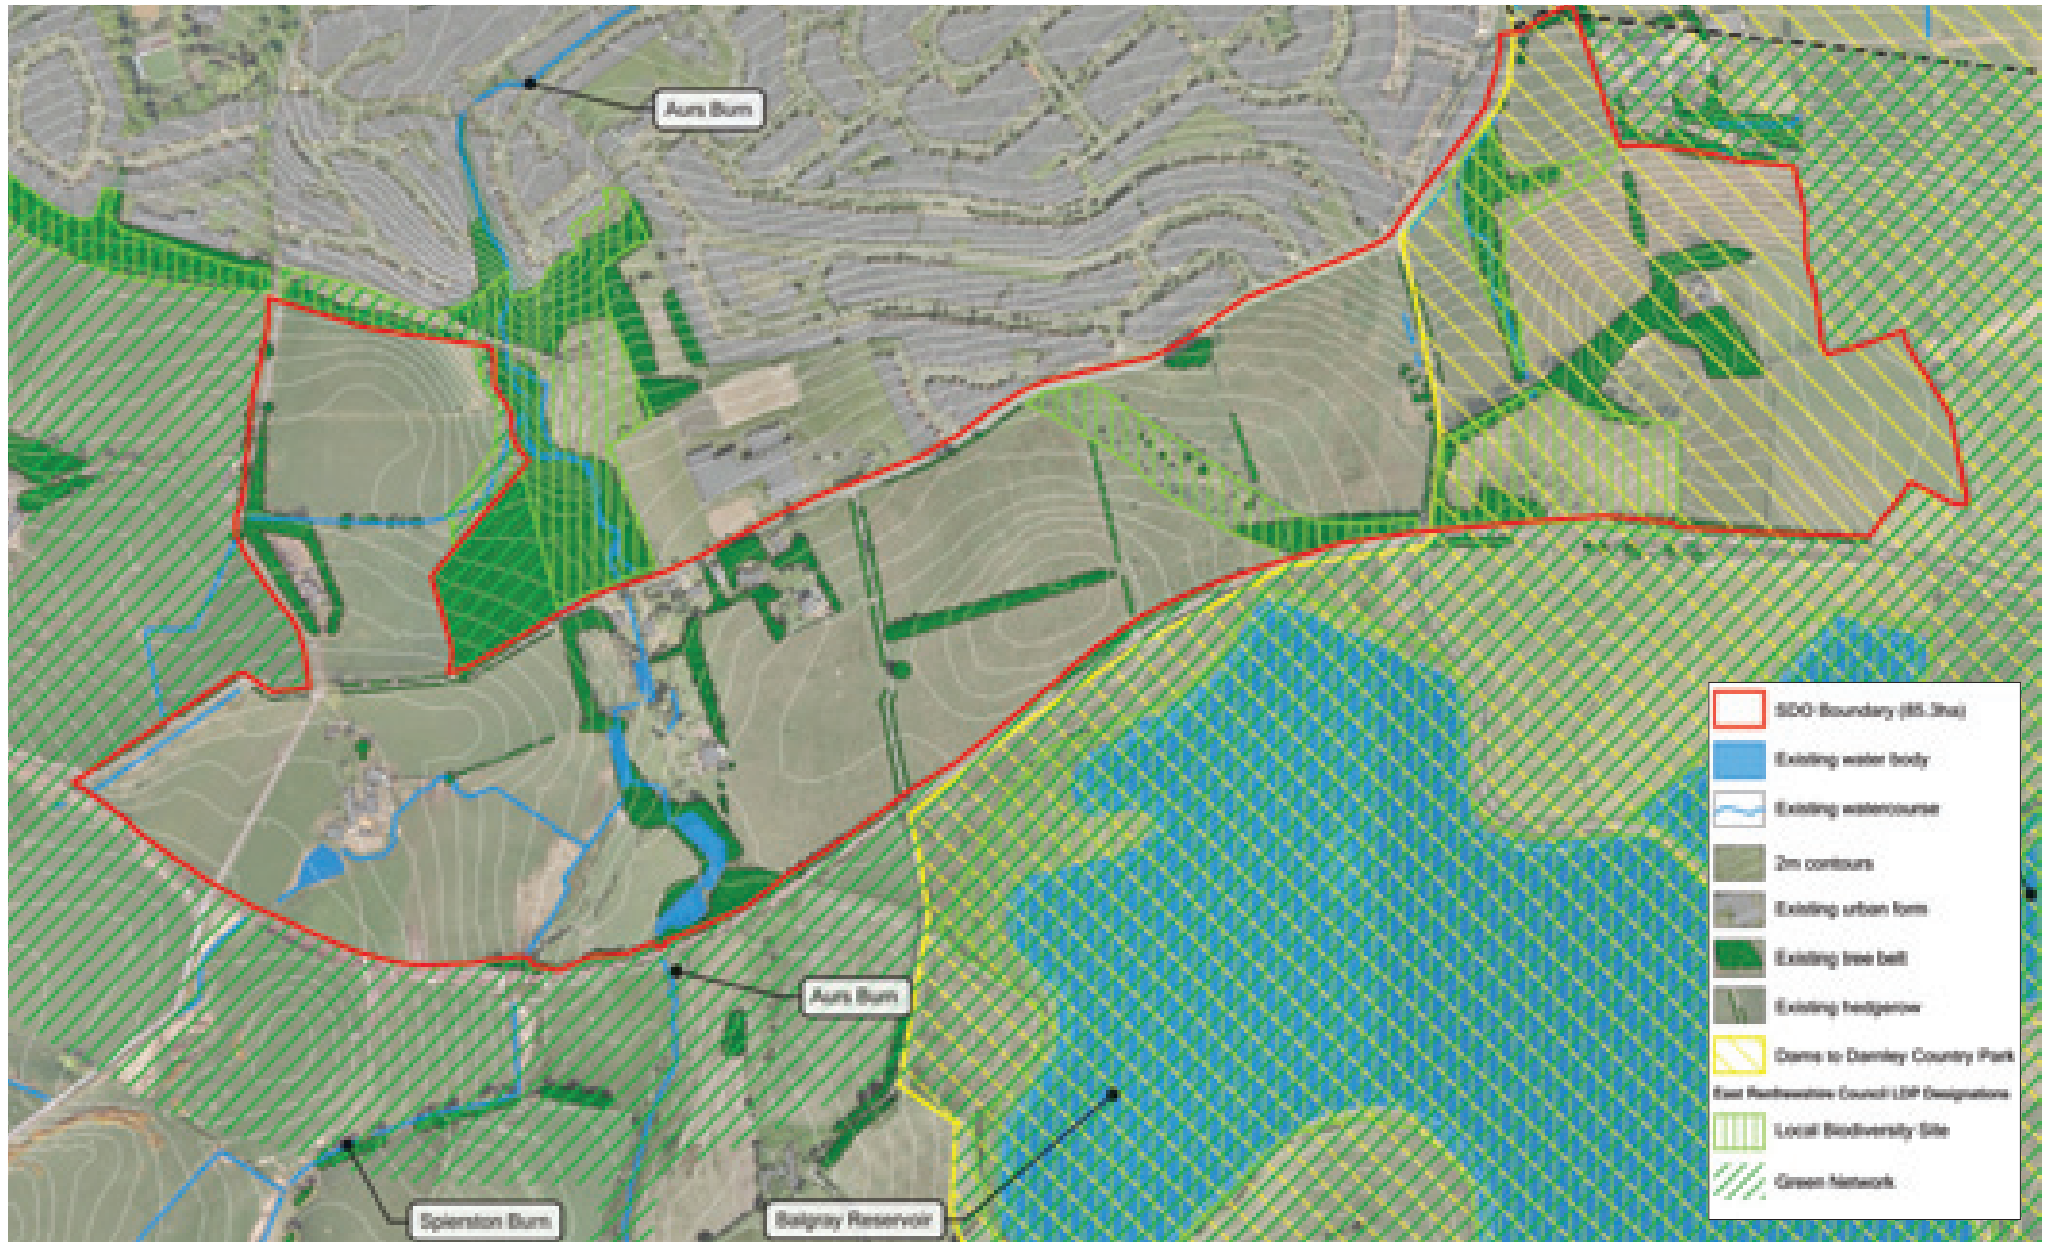 Aurs Burn
SDO Boundary (85.3ha)
Existing water body
Existing watercourse
2m contours
Existing urban form
Existing tree belt
Existing hedgerow
Dams to Darnley Country Park
East Renfrewshire Council LDP Designations
Local Biodiversity Site
Green Network
Aurs Burn
Spierston Burn
Balgray Reservoir